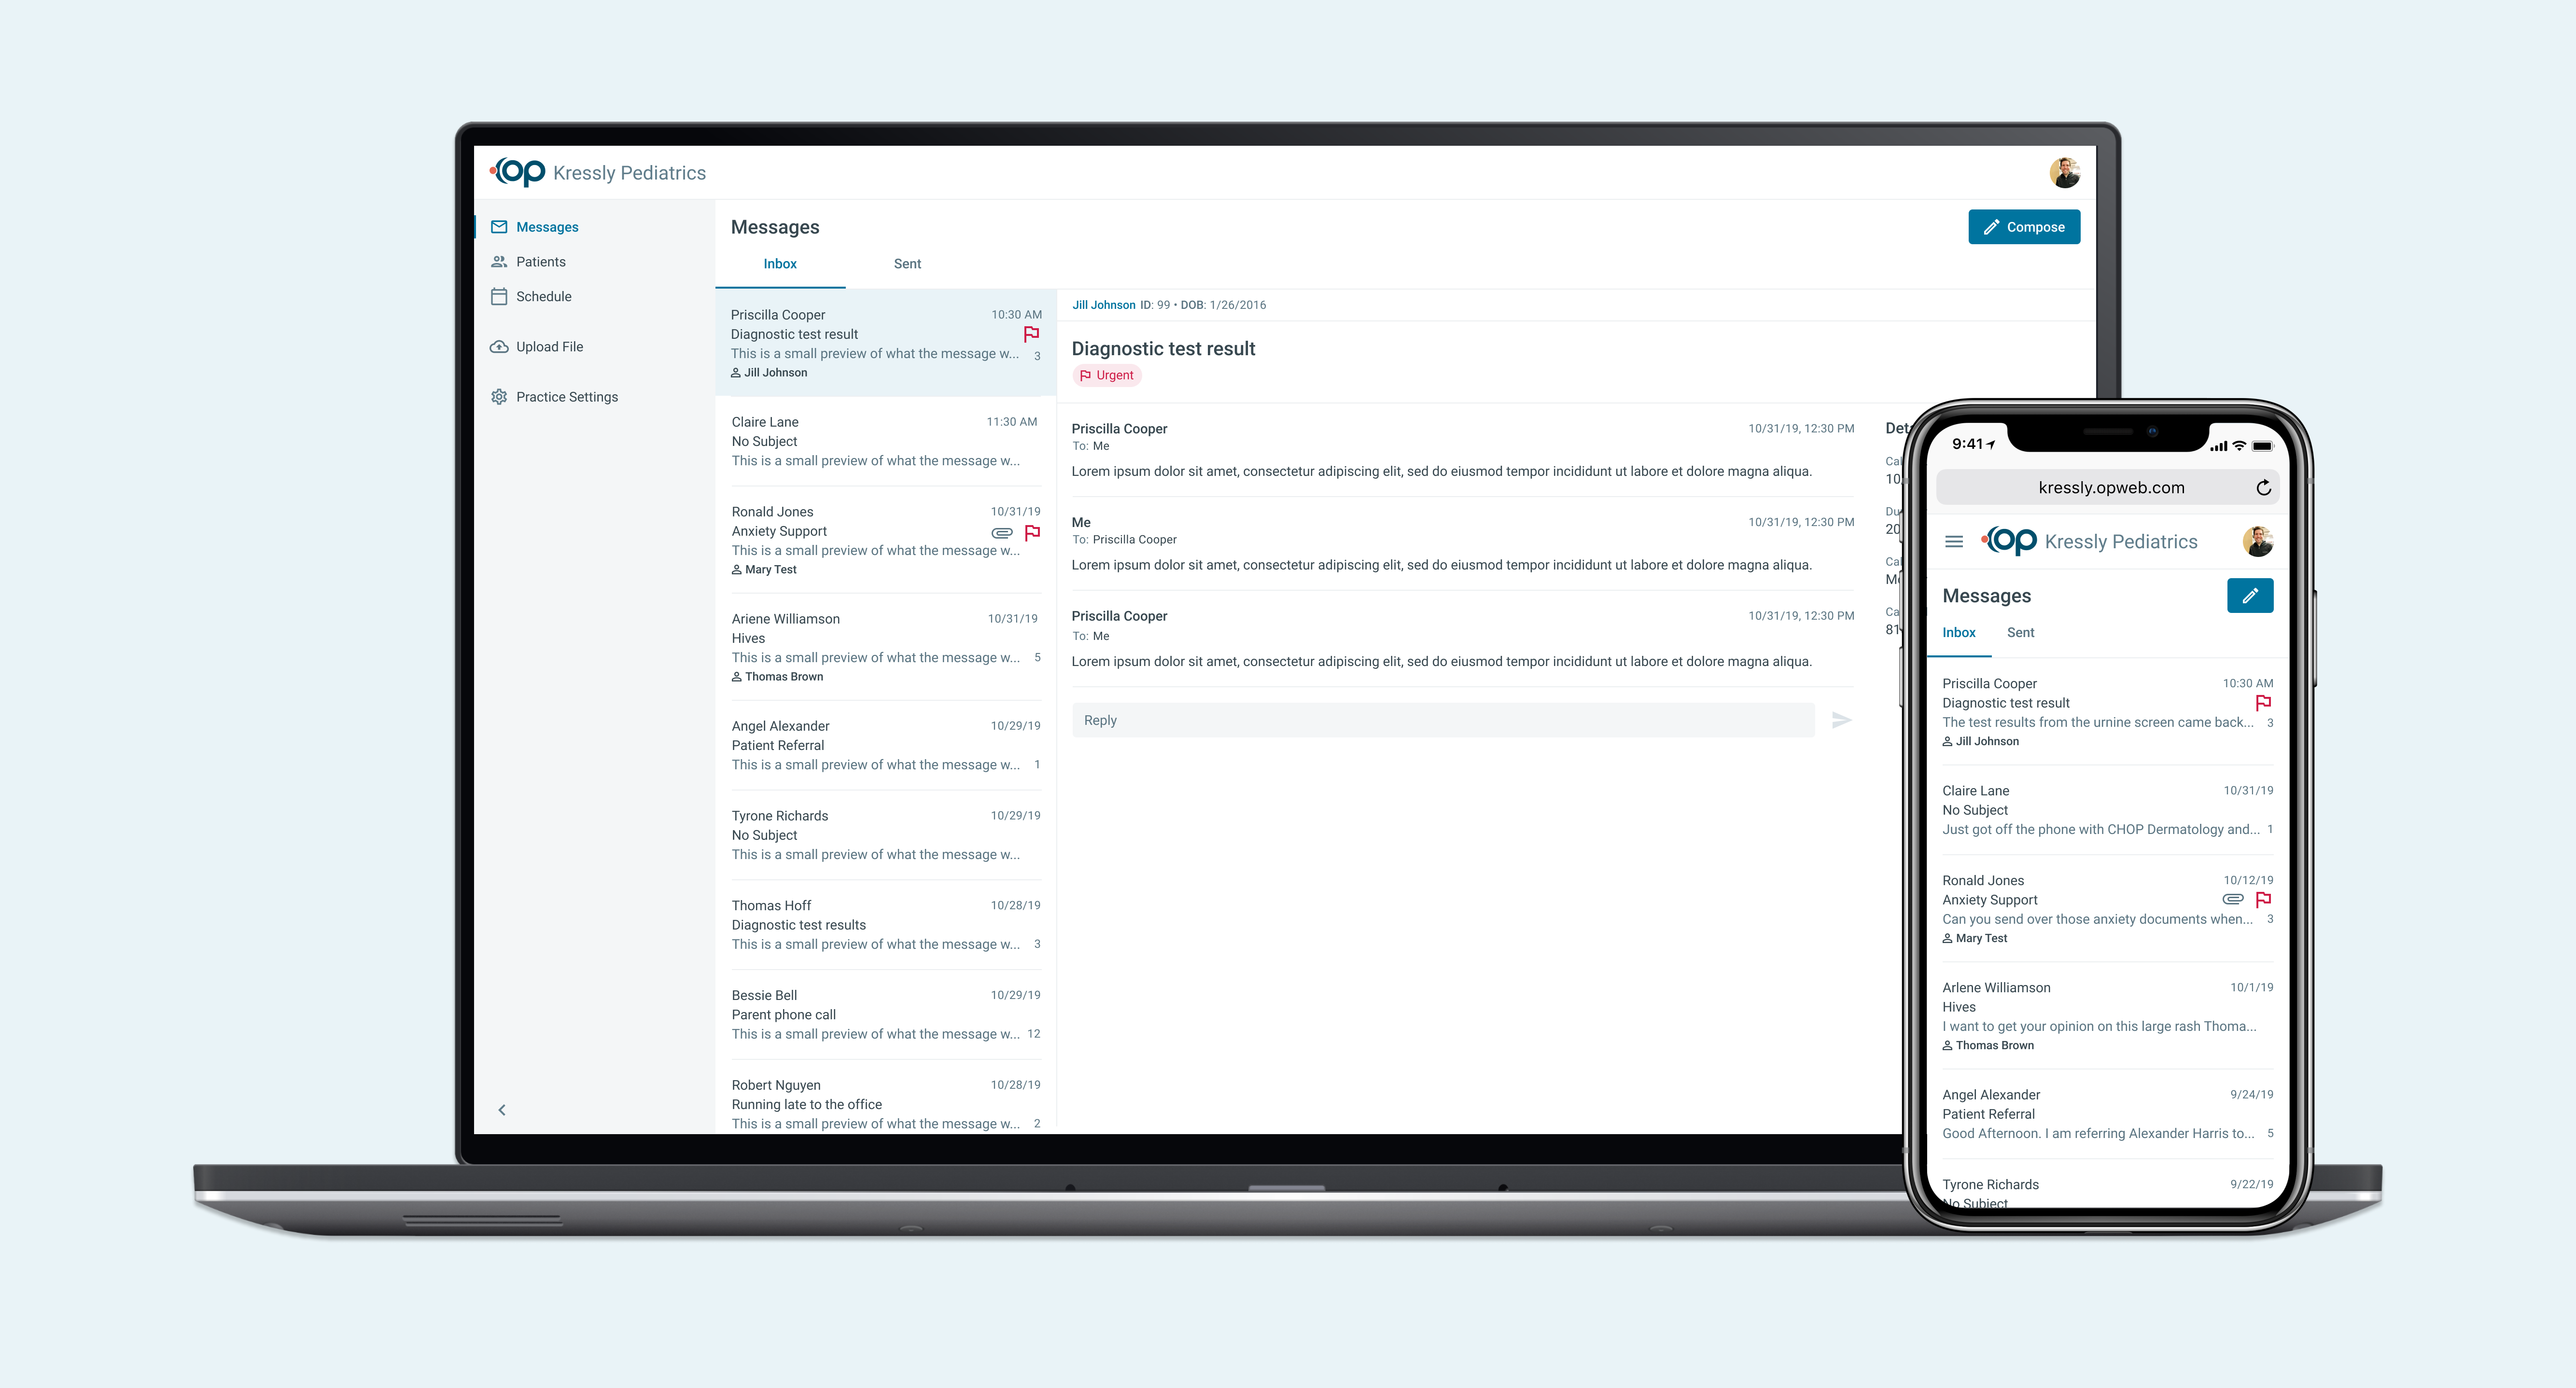 op Kressly Pediatrics
Messages
Patients
Schedule
Upload File
Practice Settings
Messages
Compose
Inbox Sent
Priscilla Cooper 10:30 AM
Diagnostic test result
This is a small preview of what the message w... 3
Jill Johnson
Claire Lane 11:30 AM
No Subject
This is a small preview of what the message w...
Ronald Jones 10/31/19
Anxiety Support
This is a small preview of what the message w...
Mary Test
Ariene Williamson 10/31/19
Hives
This is a small preview of what the message w... 5
Thomas Brown
Angel Alexander 10/29/19
Patient Referral
This is a small preview of what the message w... 1
Tyrone Richards 10/29/19
No Subject
This is a small preview of what the message w...
Thomas Hoff 10/28/19
Diagnostic test results
This is a small preview of what the message w... 3
Bessie Bell 10/29/19
Parent phone call
This is a small preview of what the message w... 12
Robert Nguyen 10/28/19
Running late to the office
This is a small preview of what the message w... 2
Jill Johnson ID: 99 • DOB: 1/26/2016
Diagnostic test result
Urgent
Priscilla Cooper 10/31/19, 12:30 PM
To: Me
Lorem ipsum dolor sit amet, consectetur adipiscing elit, sed do eiusmod tempor incididunt ut labore et dolore magna aliqua.
Me 10/31/19, 12:30 PM
To: Priscilla Cooper
Lorem ipsum dolor sit amet, consectetur adipiscing elit, sed do eiusmod tempor incididunt ut labore et dolore magna aliqua.
Priscilla Cooper 10/31/19, 12:30 PM
To: Me
Lorem ipsum dolor sit amet, consectetur adipiscing elit, sed do eiusmod tempor incididunt ut labore et dolore magna aliqua.
Reply
9:41
kressly.opweb.com
op Kressly Pediatrics
Messages
Inbox Sent
Priscilla Cooper 10:30 AM
Diagnostic test result
The test results from the urnine screen came back... 3
Jill Johnson
Claire Lane 10/31/19
No Subject
Just got off the phone with CHOP Dermatology and... 1
Ronald Jones 10/12/19
Anxiety Support
Can you send over those anxiety documents when... 3
Mary Test
Arlene Williamson 10/1/19
Hives
I want to get your opinion on this large rash Thoma...
Thomas Brown
Angel Alexander 9/24/19
Patient Referral
Good Afternoon. I am referring Alexander Harris to... 5
Tyrone Richards 9/22/19
No Subject